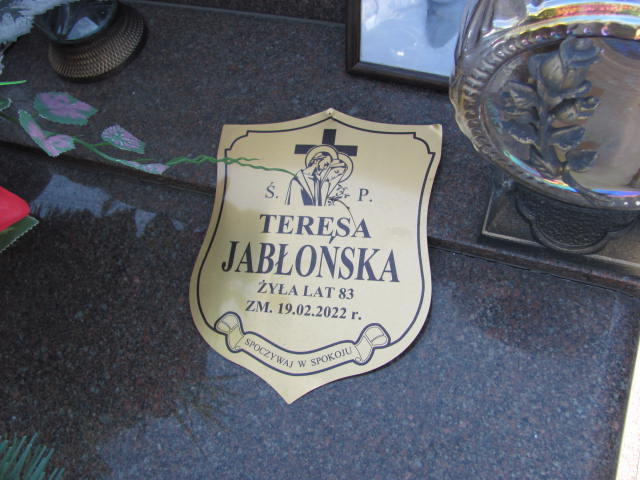 Ś. P.
TERESA
JABŁOŃSKA
ŻYŁA LAT 83
ZM. 19.02.2022 r.
SPOCZYWAJ W SPOKOJU